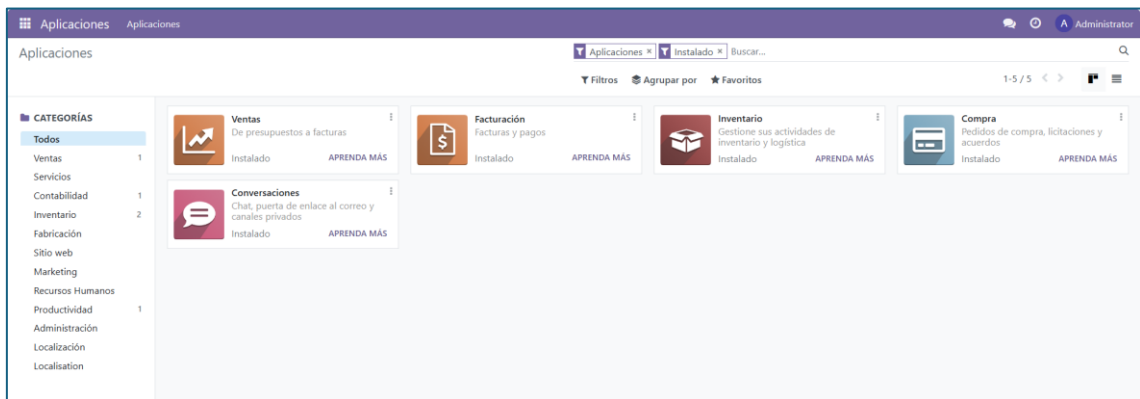 Aplicaciones Aplicaciones A Administrator
Aplicaciones Aplicaciones × Instalado × Buscar...
Filtros Agrupar por Favoritos 1-5 / 5
CATEGORÍAS
Todos
Ventas 1
Servicios
Contabilidad 1
Inventario 2
Fabricación
Sitio web
Marketing
Recursos Humanos
Productividad 1
Administración
Localización
Localisation
Ventas
De presupuestos a facturas
Instalado APRENDA MÁS
Facturación
Facturas y pagos
Instalado APRENDA MÁS
Inventario
Gestione sus actividades de
inventario y logística
Instalado APRENDA MÁS
Compra
Pedidos de compra, licitaciones y
acuerdos
Instalado APRENDA MÁS
Conversaciones
Chat, puerta de enlace al correo y
canales privados
Instalado APRENDA MÁS